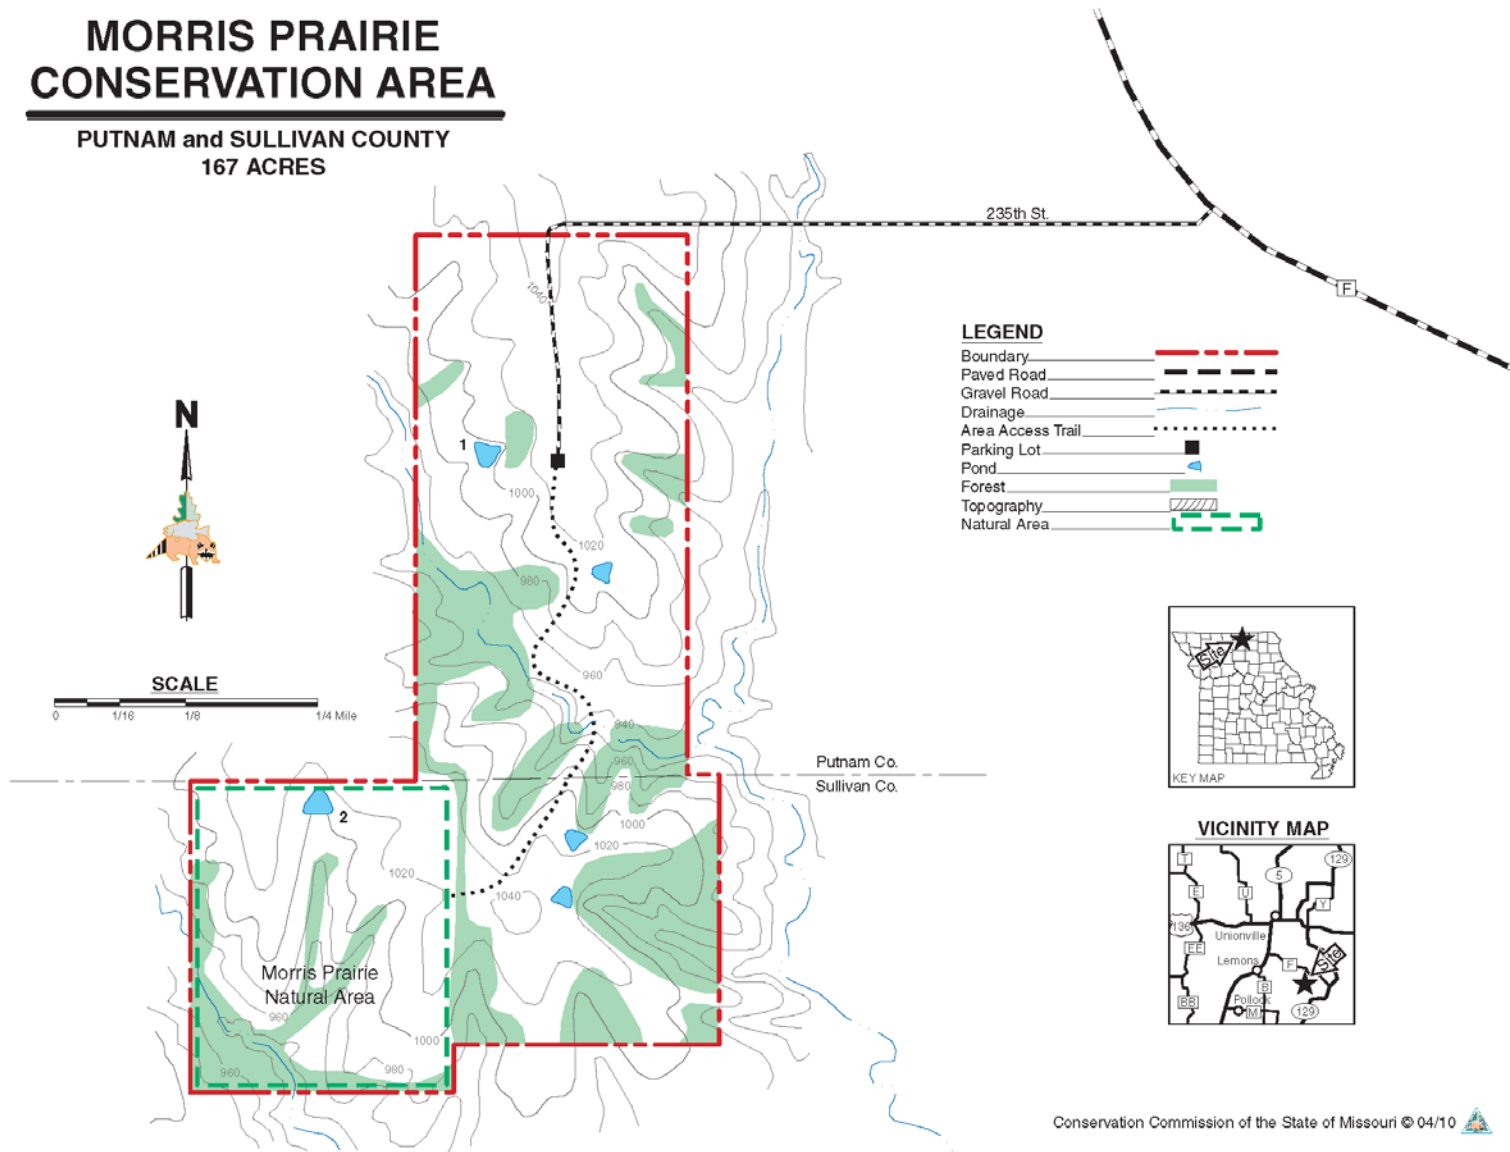 MORRIS PRAIRIE
CONSERVATION AREA
PUTNAM and SULLIVAN COUNTY
167 ACRES
235th St.
F
1040
LEGEND
Boundary
Paved Road
Gravel Road
Drainage
Area Access Trail
Parking Lot
Pond
Forest
Topography
Natural Area
N
1
1000
1020
980
960
SCALE
0 1/16 1/8 1/4 Mile
940
960
980
Putnam Co.
Sullivan Co.
Site
KEY MAP
2
1000
1020
1020
1040
Morris Prairie
Natural Area
960
1000
980
960
VICINITY MAP
T
5
129
E
U
Y
136
Unionville
EE
Lemons
F
Site
B
BB
Pollock
M
129
Conservation Commission of the State of Missouri © 04/10